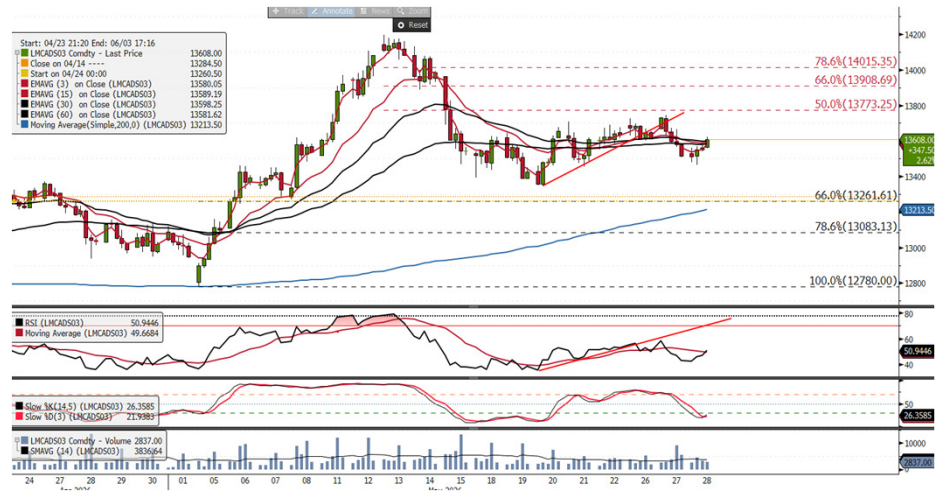 + Track Annotate News Zoom
Reset
Start: 04/23 21:20 End: 06/03 17:16
LMCADS03 Comdty - Last Price 13608.00
Close on 04/14 ---- 13284.50
Start on 04/24 00:00 13260.50
EMAVG (3) on Close (LMCADS03) 13580.05
EMAVG (15) on Close (LMCADS03) 13589.19
EMAVG (30) on Close (LMCADS03) 13598.25
EMAVG (60) on Close (LMCADS03) 13581.62
Moving Average(Simple,200,0) (LMCADS03) 13213.50
14200
78.6%(14015.35)
14000
66.0%(13908.69)
50.0%(13773.25)
13800
13608.00
+347.50
2.62%
13400
66.0%(13261.61)
13213.50
78.6%(13083.13)
13000
100.0%(12780.00)
12800
RSI (LMCADS03) 50.9446
Moving Average (LMCADS03) 49.6684
80
60
50.9446
40
Slow %K(14,5) (LMCADS03) 26.3585
Slow %D(3) (LMCADS03) 21.9383
50
26.3585
LMCADS03 Comdty - Volume 2837.00
SMAVG (14) (LMCADS03) 3836.64
10000
2837.00
24 27 28 29 30 01 05 06 07 08 11 12 13 14 15 18 19 20 21 22 25 26 27 28
Apr 2026 May 2026